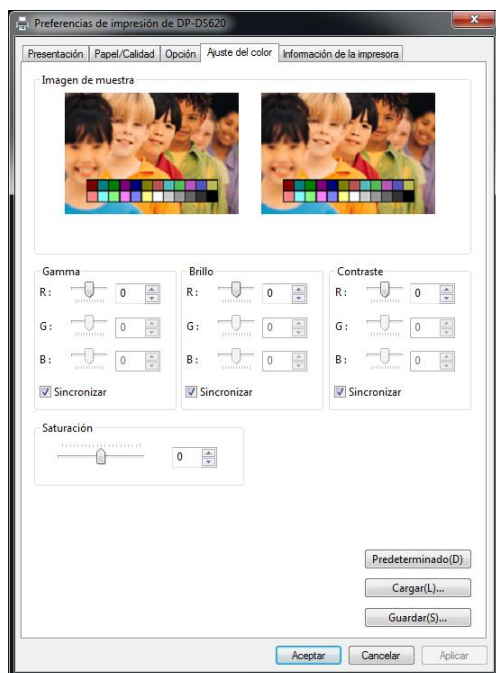 Preferencias de impresión de DP-DS620
Presentación Papel/Calidad Opción Ajuste del color Información de la impresora
Imagen de muestra
Gamma Brillo Contraste
R: 0 R: 0 R: 0
G: 0 G: 0 G: 0
B: 0 B: 0 B: 0
Sincronizar Sincronizar Sincronizar
Saturación
0
Predeterminado(D)
Cargar(L)...
Guardar(S)...
Aceptar Cancelar Aplicar